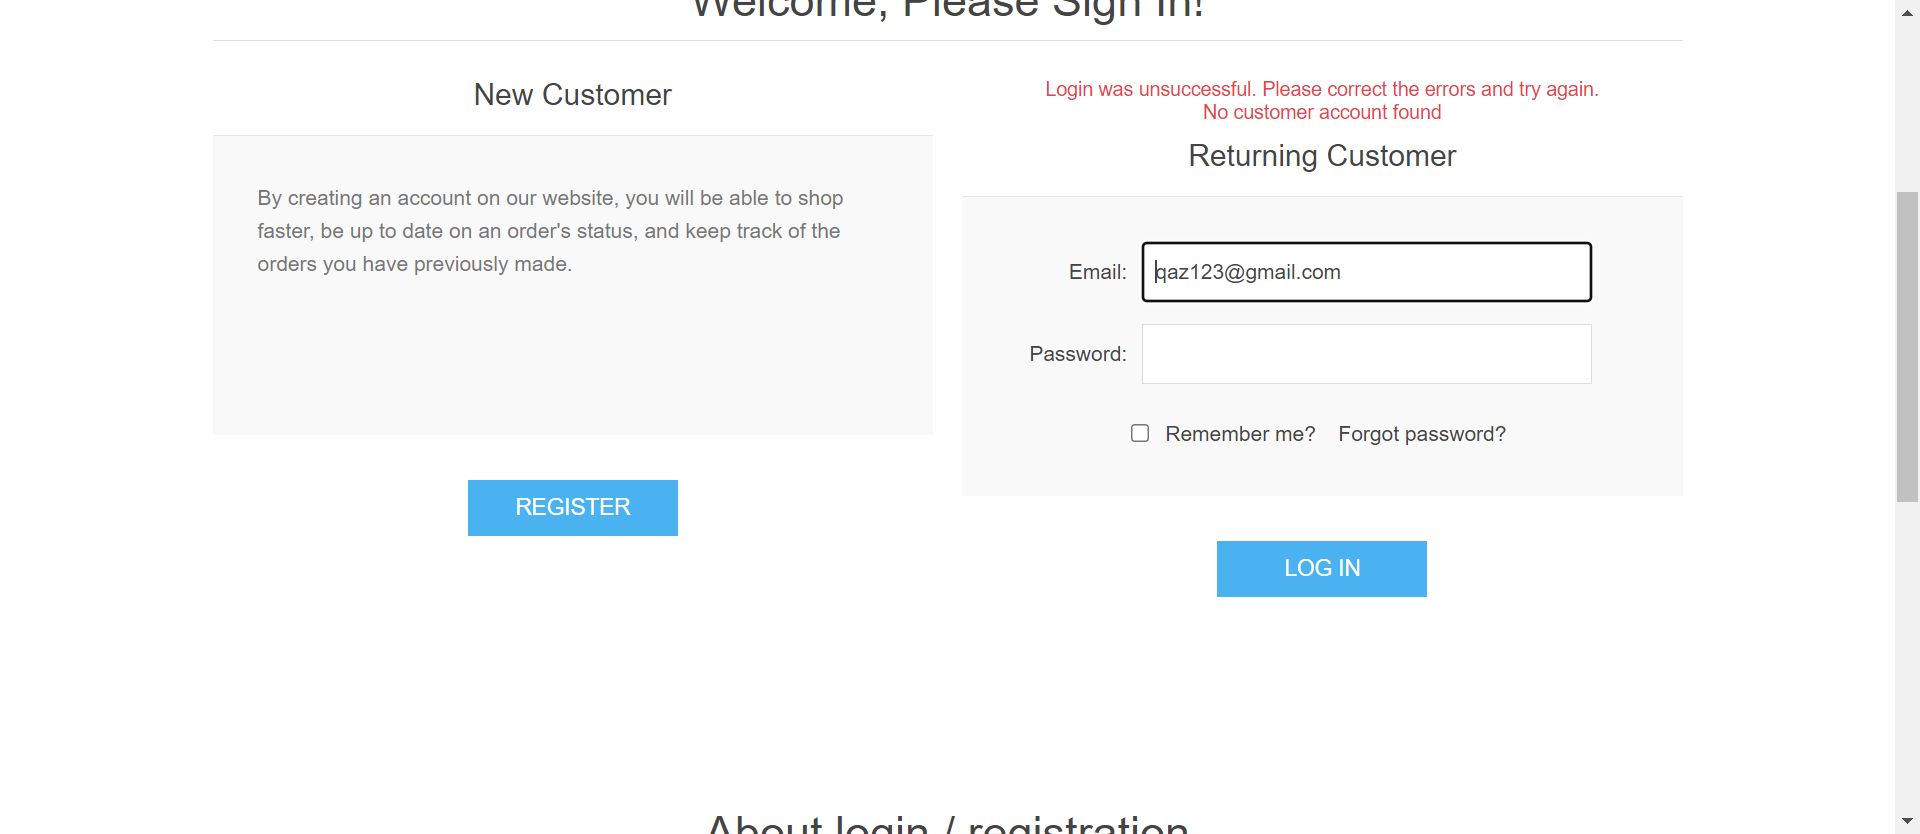 Welcome, Please Sign In!
New Customer
By creating an account on our website, you will be able to shop
faster, be up to date on an order's status, and keep track of the
orders you have previously made.
REGISTER
Login was unsuccessful. Please correct the errors and try again.
No customer account found
Returning Customer
Email:
qaz123@gmail.com
Password:
Remember me?
Forgot password?
LOG IN
About login / registration